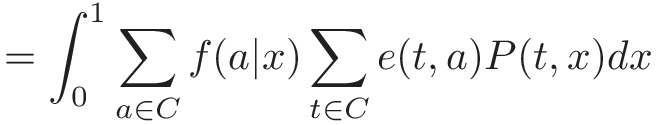 = \int_0^1 \sum_{a \in C} f(a|x) \sum_{t \in C} e(t, a) P(t, x) dx